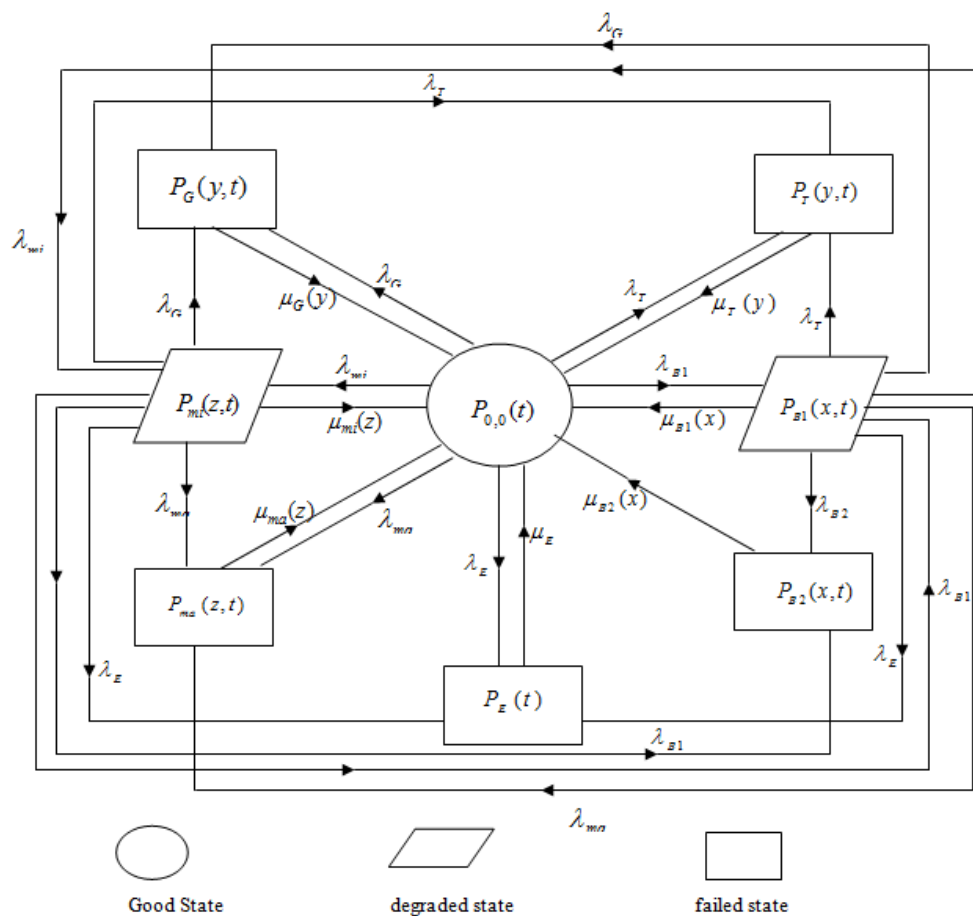 λ_G
λ_T
P_G(y,t)
P_T(y,t)
λ_mi
λ_G
μ_G(y)
λ_T
μ_T(y)
λ_G
λ_T
λ_mi
λ_B1
P_mi(z,t)
P_0,0(t)
P_B1(x,t)
μ_mi(z)
μ_B1(x)
λ_ma
μ_ma(z)
λ_ma
μ_B2(x)
λ_B2
μ_E
λ_E
P_ma(z,t)
P_B2(x,t)
λ_B1
λ_E
λ_E
P_E(t)
λ_B1
λ_ma
Good State
degraded state
failed state